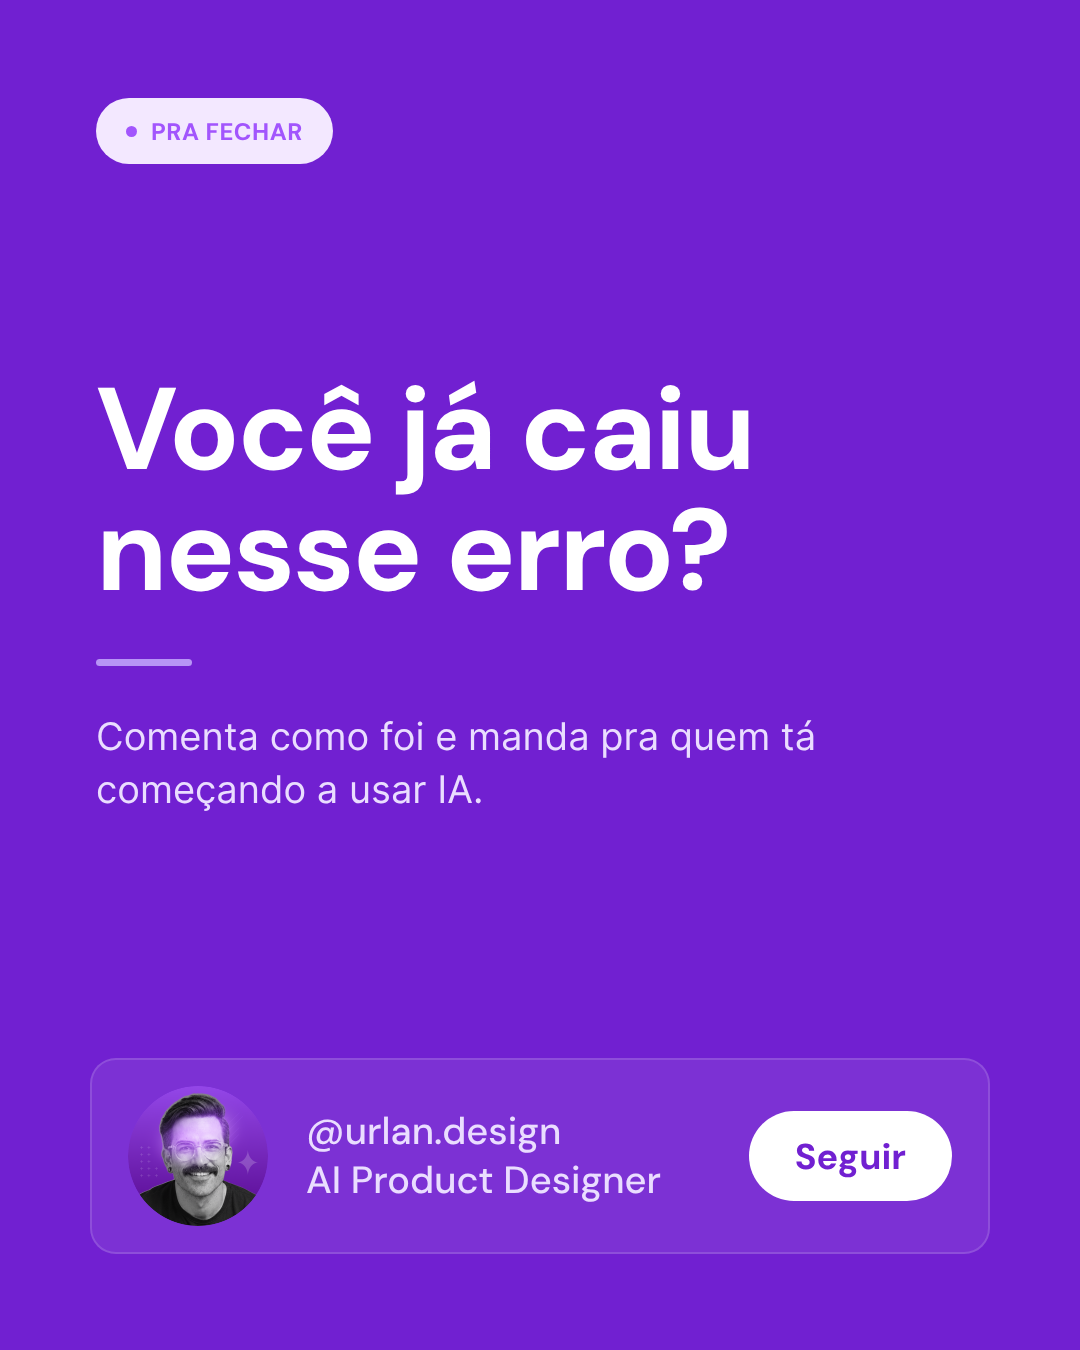 PRA FECHAR
Você já caiu
nesse erro?
Comenta como foi e manda pra quem tá
começando a usar IA.
@urlan.design
AI Product Designer
Seguir